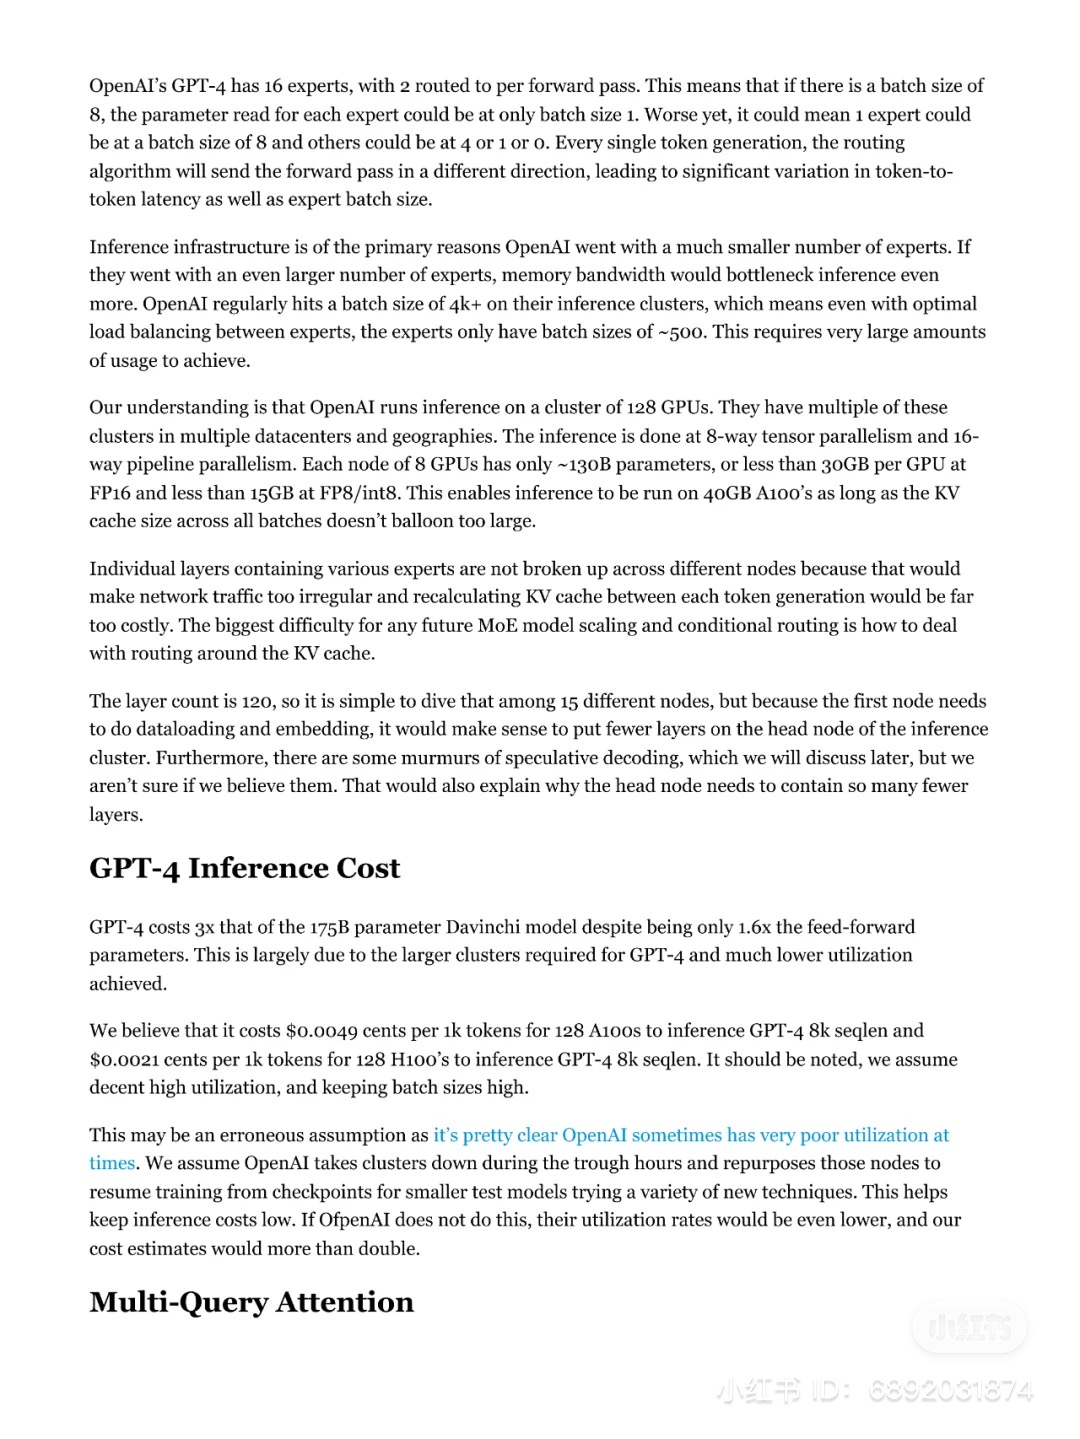 OpenAI’s GPT-4 has 16 experts, with 2 routed to per forward pass. This means that if there is a batch size of
8, the parameter read for each expert could be at only batch size 1. Worse yet, it could mean 1 expert could
be at a batch size of 8 and others could be at 4 or 1 or 0. Every single token generation, the routing
algorithm will send the forward pass in a different direction, leading to significant variation in token-to-
token latency as well as expert batch size.
Inference infrastructure is of the primary reasons OpenAI went with a much smaller number of experts. If
they went with an even larger number of experts, memory bandwidth would bottleneck inference even
more. OpenAI regularly hits a batch size of 4k+ on their inference clusters, which means even with optimal
load balancing between experts, the experts only have batch sizes of ~500. This requires very large amounts
of usage to achieve.
Our understanding is that OpenAI runs inference on a cluster of 128 GPUs. They have multiple of these
clusters in multiple datacenters and geographies. The inference is done at 8-way tensor parallelism and 16-
way pipeline parallelism. Each node of 8 GPUs has only ~130B parameters, or less than 30GB per GPU at
FP16 and less than 15GB at FP8/int8. This enables inference to be run on 40GB A100’s as long as the KV
cache size across all batches doesn’t balloon too large.
Individual layers containing various experts are not broken up across different nodes because that would
make network traffic too irregular and recalculating KV cache between each token generation would be far
too costly. The biggest difficulty for any future MoE model scaling and conditional routing is how to deal
with routing around the KV cache.
The layer count is 120, so it is simple to dive that among 15 different nodes, but because the first node needs
to do dataloading and embedding, it would make sense to put fewer layers on the head node of the inference
cluster. Furthermore, there are some murmurs of speculative decoding, which we will discuss later, but we
aren’t sure if we believe them. That would also explain why the head node needs to contain so many fewer
layers.
GPT-4 Inference Cost
GPT-4 costs 3x that of the 175B parameter Davinchi model despite being only 1.6x the feed-forward
parameters. This is largely due to the larger clusters required for GPT-4 and much lower utilization
achieved.
We believe that it costs $0.0049 cents per 1k tokens for 128 A100s to inference GPT-4 8k seqlen and
$0.0021 cents per 1k tokens for 128 H100’s to inference GPT-4 8k seqlen. It should be noted, we assume
decent high utilization, and keeping batch sizes high.
This may be an erroneous assumption as it’s pretty clear OpenAI sometimes has very poor utilization at
times. We assume OpenAI takes clusters down during the trough hours and repurposes those nodes to
resume training from checkpoints for smaller test models trying a variety of new techniques. This helps
keep inference costs low. If OfpenAI does not do this, their utilization rates would be even lower, and our
cost estimates would more than double.
Multi-Query Attention
小红书
小红书 ID: 6892031874